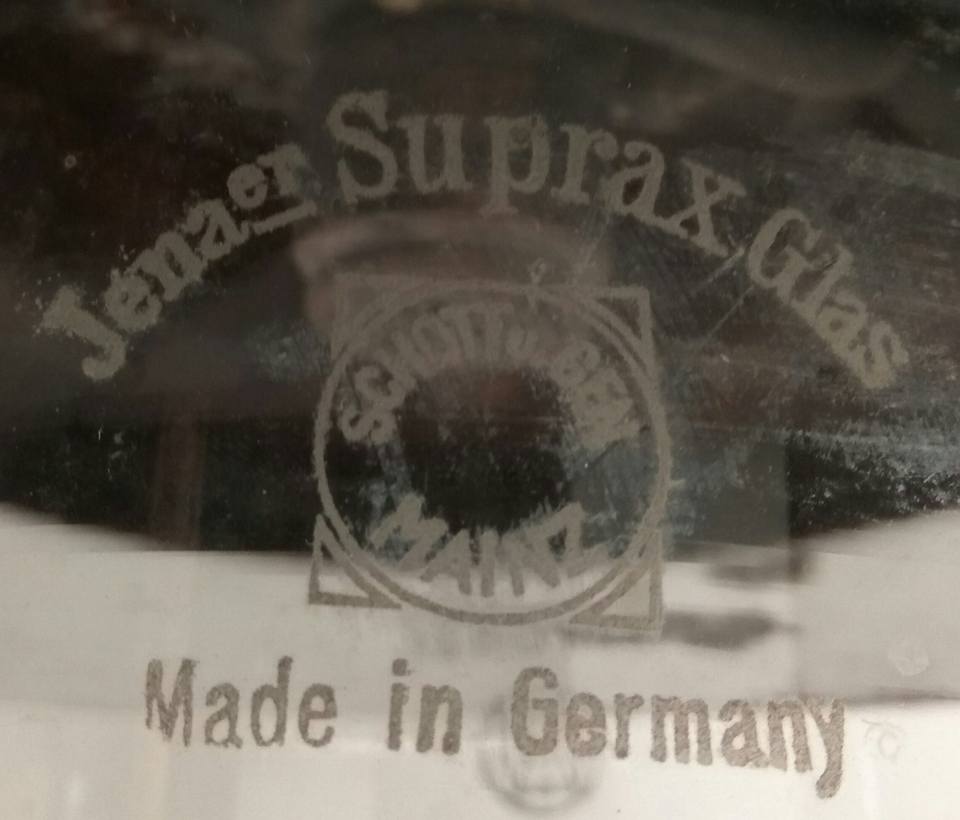 Jenaer Suprax Glas
SCHOTT u. GEN
MAINZ
Made in Germany